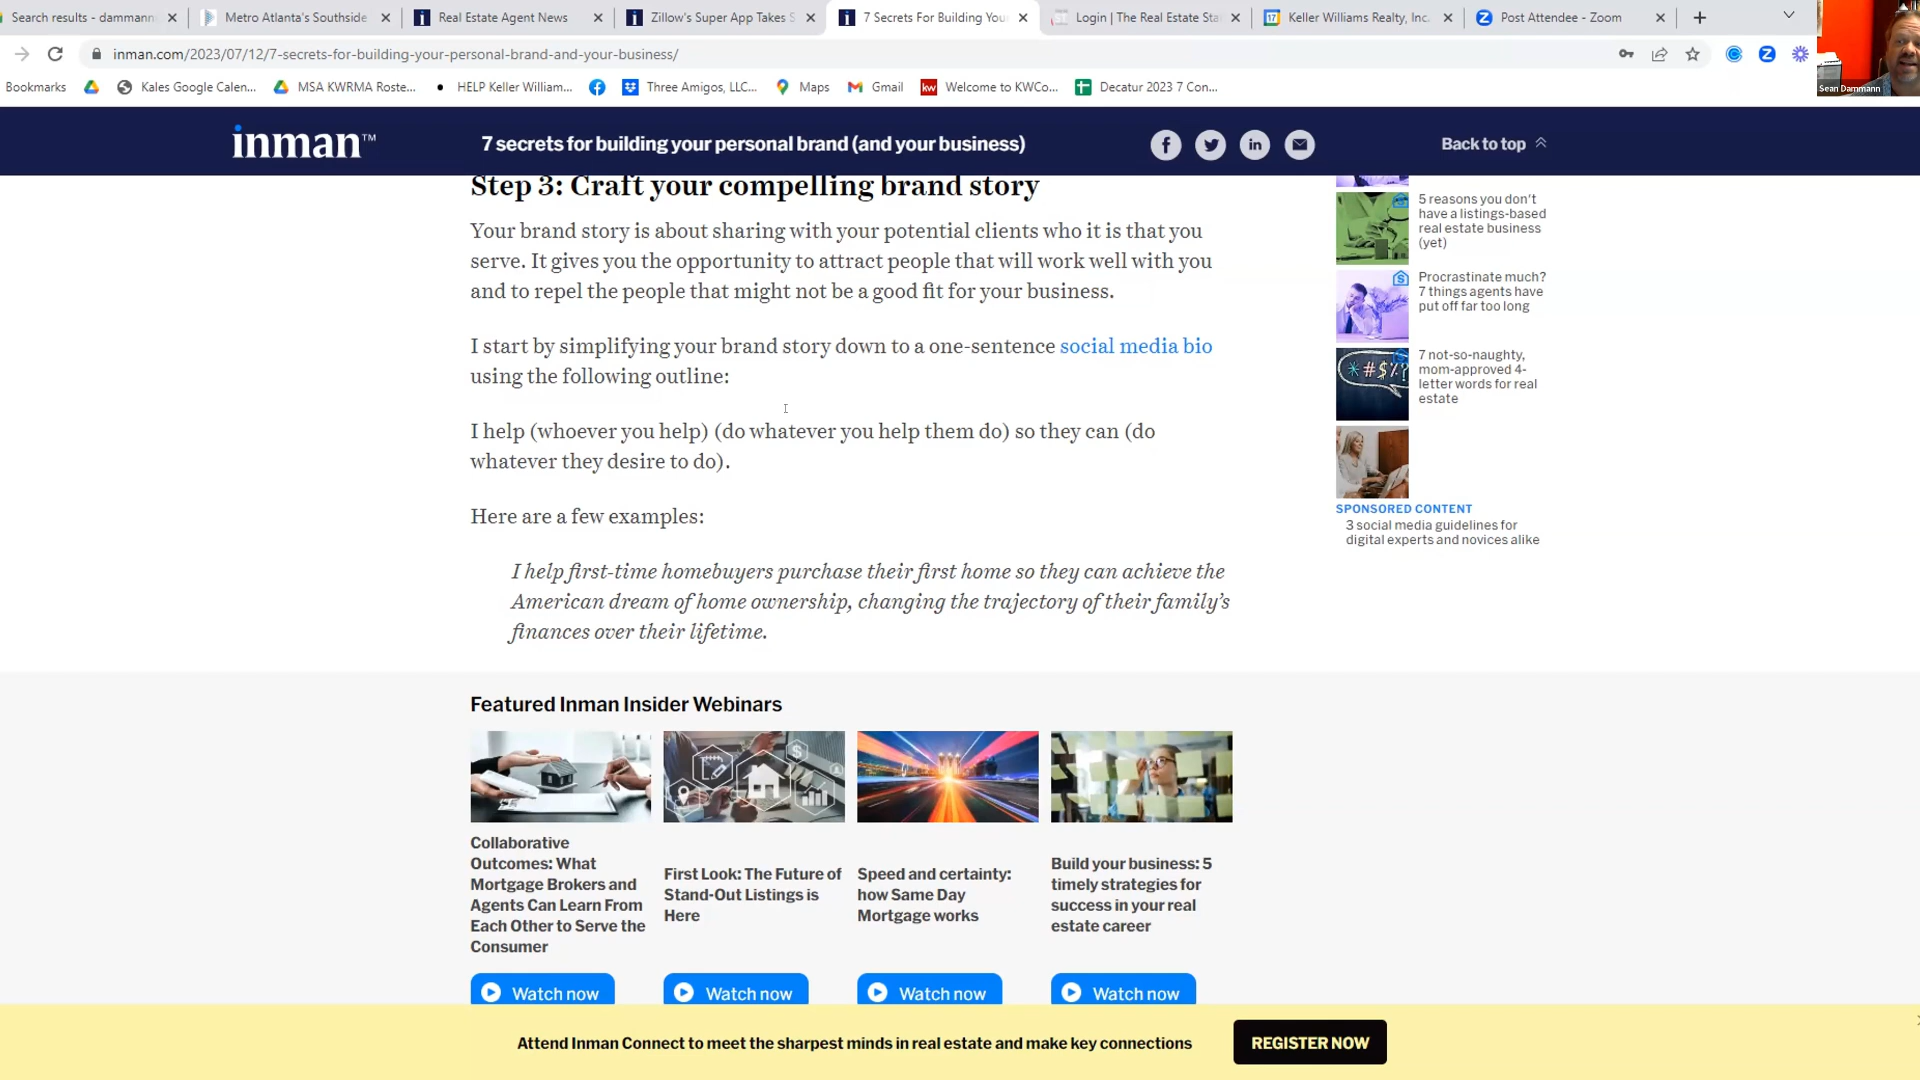 Search results - dammann
Metro Atlanta's Southside
Real Estate Agent News
Zillow's Super App Takes S
7 Secrets For Building You
Login | The Real Estate Sta
Keller Williams Realty, Inc.
Post Attendee - Zoom
inman.com/2023/07/12/7-secrets-for-building-your-personal-brand-and-your-business/
Bookmarks
Kales Google Calen...
MSA KWRMA Roste...
HELP Keller William...
Three Amigos, LLC...
Maps
Gmail
Welcome to KWCo...
Decatur 2023 7 Con...
Sean Dammann
inman™
7 secrets for building your personal brand (and your business)
Back to top
Step 3: Craft your compelling brand story
Your brand story is about sharing with your potential clients who it is that you
serve. It gives you the opportunity to attract people that will work well with you
and to repel the people that might not be a good fit for your business.
I start by simplifying your brand story down to a one-sentence social media bio
using the following outline:
I help (whoever you help) (do whatever you help them do) so they can (do
whatever they desire to do).
Here are a few examples:
I help first-time homebuyers purchase their first home so they can achieve the
American dream of home ownership, changing the trajectory of their family's
finances over their lifetime.
5 reasons you don't
have a listings-based
real estate business
(yet)
Procrastinate much?
7 things agents have
put off far too long
*#$%?
7 not-so-naughty,
mom-approved 4-
letter words for real
estate
SPONSORED CONTENT
3 social media guidelines for
digital experts and novices alike
Featured Inman Insider Webinars
Collaborative
Outcomes: What
Mortgage Brokers and
Agents Can Learn From
Each Other to Serve the
Consumer
First Look: The Future of
Stand-Out Listings is
Here
Speed and certainty:
how Same Day
Mortgage works
Build your business: 5
timely strategies for
success in your real
estate career
Watch now
Watch now
Watch now
Watch now
Attend Inman Connect to meet the sharpest minds in real estate and make key connections
REGISTER NOW